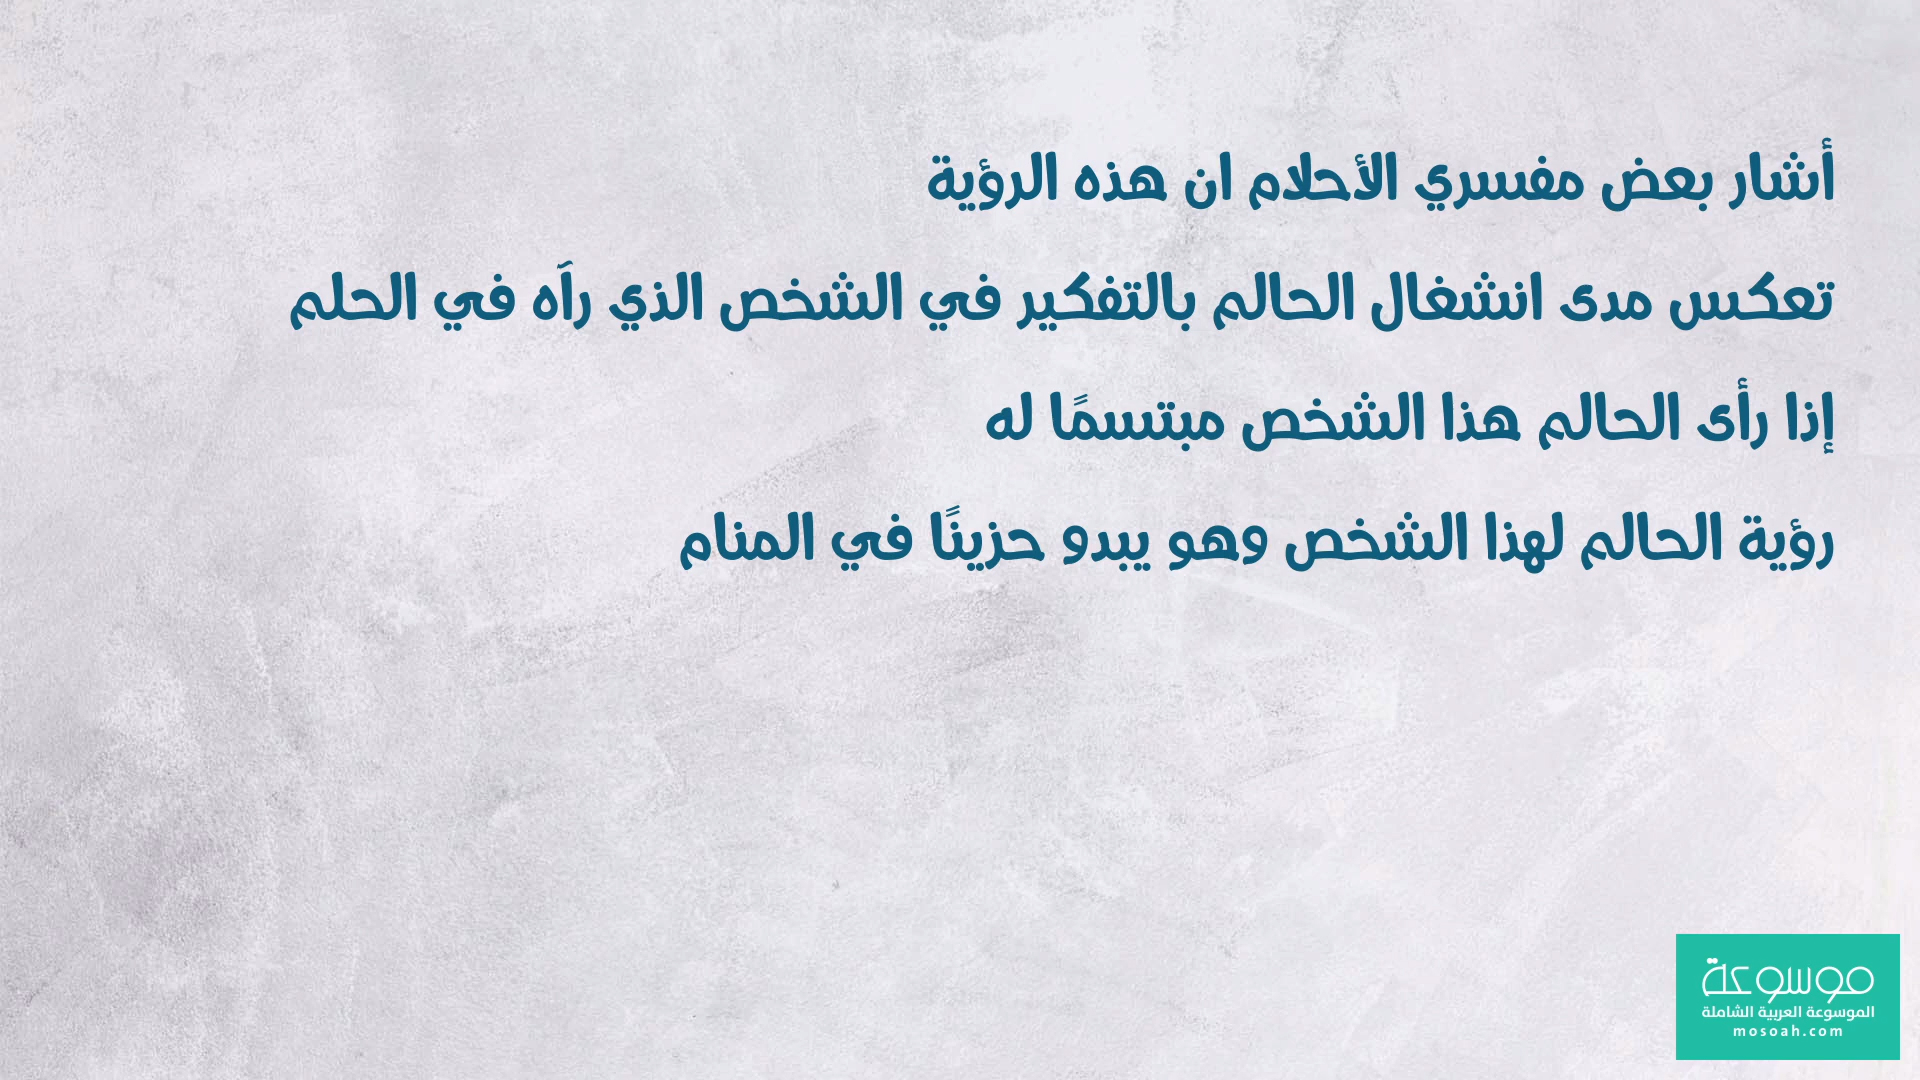 أشار بعض مفسري الأحلام ان هذه الرؤية
تعكس مدى انشغال الحالم بالتفكير في الشخص الذي رآه في الحلم
إذا رأى الحالم هذا الشخص مبتسمًا له
رؤية الحالم لهذا الشخص وهو يبدو حزينًا في المنام
موسوعة
الموسوعة العربية الشاملة
mosoah.com